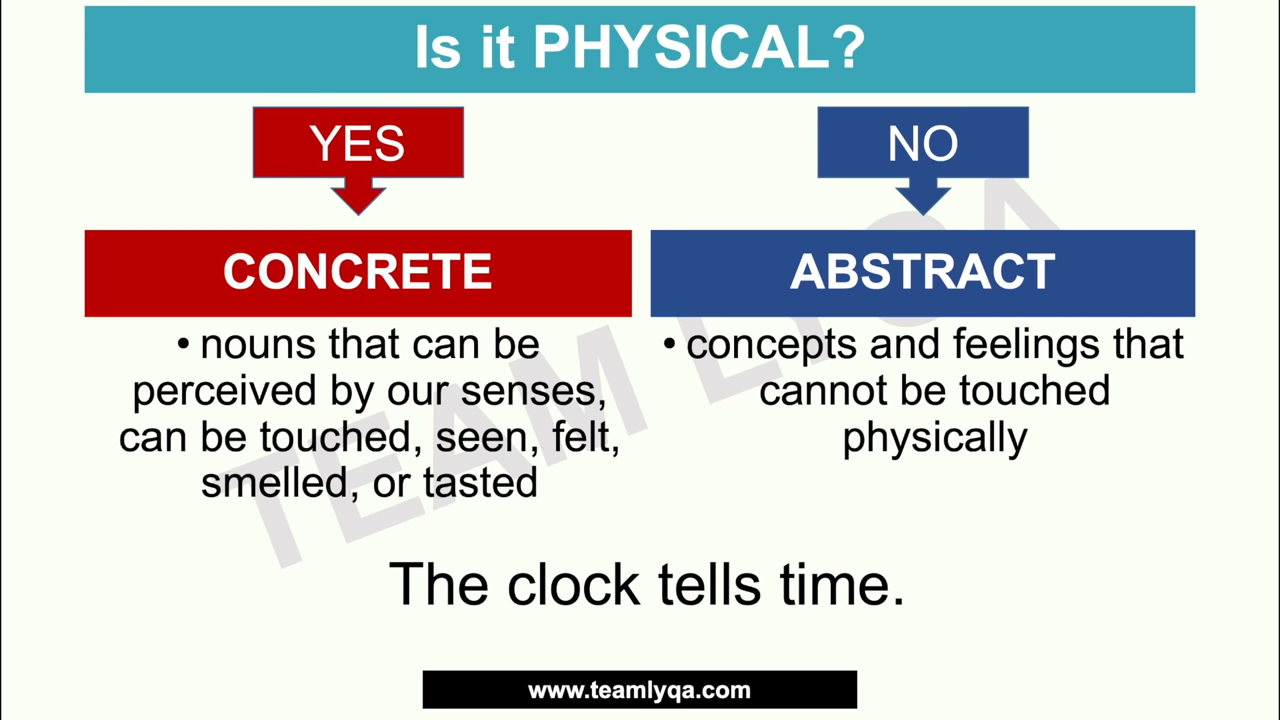 Is it PHYSICAL?
YES
NO
CONCRETE
ABSTRACT
• nouns that can be
perceived by our senses,
can be touched, seen, felt,
smelled, or tasted
• concepts and feelings that
cannot be touched
physically
TEAM LYQA
The clock tells time.
www.teamlyqa.com